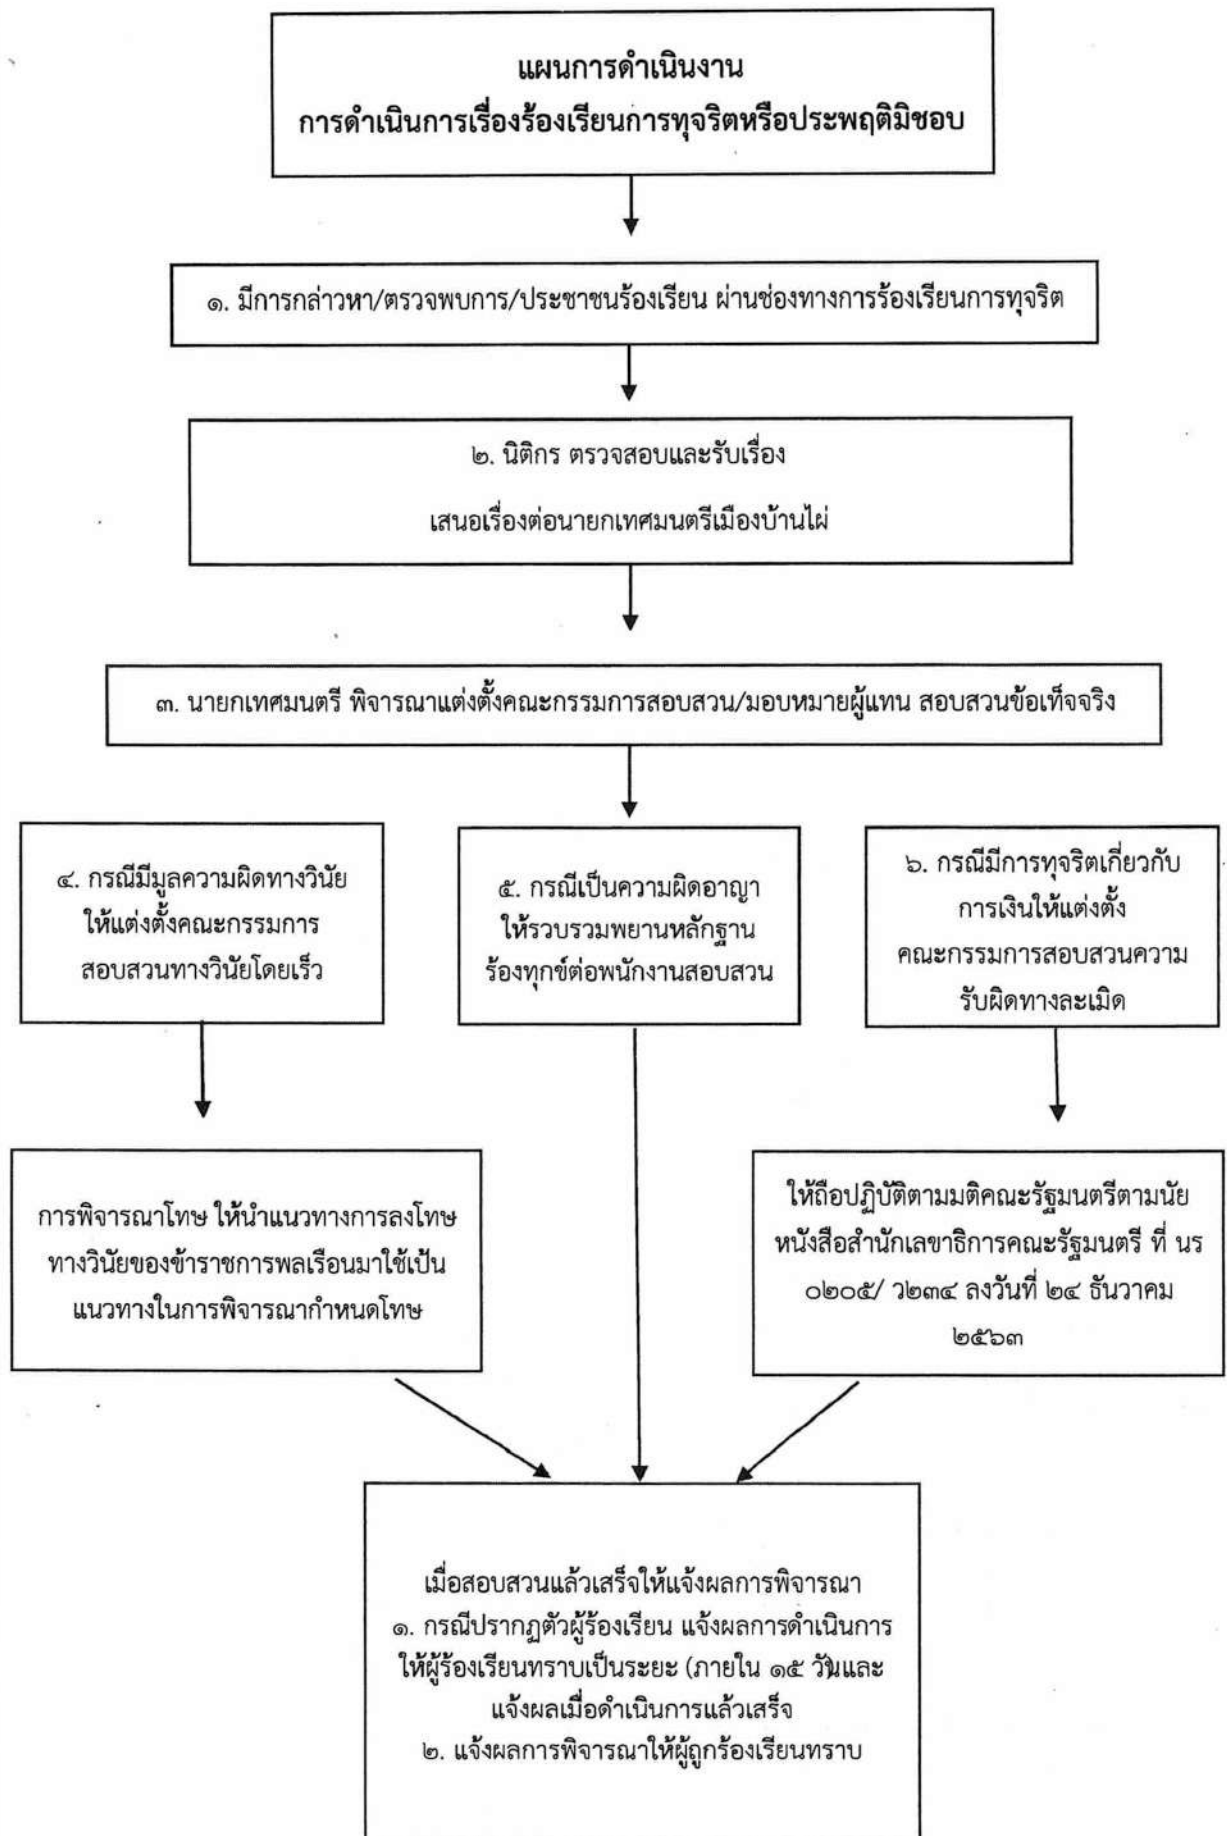 แผนการดำเนินงาน
การดำเนินการเรื่องร้องเรียนการทุจริตหรือประพฤติมิชอบ
๑. มีการกล่าวหา/ตรวจพบการ/ประชาชนร้องเรียน ผ่านช่องทางการร้องเรียนการทุจริต
๒. นิติกร ตรวจสอบและรับเรื่อง
เสนอเรื่องต่อนายกเทศมนตรีเมืองบ้านไผ่
๓. นายกเทศมนตรี พิจารณาแต่งตั้งคณะกรรมการสอบสวน/มอบหมายผู้แทน สอบสวนข้อเท็จจริง
๔. กรณีมีมูลความผิดทางวินัย
ให้แต่งตั้งคณะกรรมการ
สอบสวนทางวินัยโดยเร็ว
๕. กรณีเป็นความผิดอาญา
ให้รวบรวมพยานหลักฐาน
ร้องทุกข์ต่อพนักงานสอบสวน
๖. กรณีมีการทุจริตเกี่ยวกับ
การเงินให้แต่งตั้ง
คณะกรรมการสอบสวนความ
รับผิดทางละเมิด
การพิจารณาโทษ ให้นำแนวทางการลงโทษ
ทางวินัยของข้าราชการพลเรือนมาใช้เป็น
แนวทางในการพิจารณากำหนดโทษ
ให้ถือปฏิบัติตามมติคณะรัฐมนตรีตามนัย
หนังสือสำนักเลขาธิการคณะรัฐมนตรี ที่ นร
๐๒๐๕/ ว๒๓๔ ลงวันที่ ๒๔ ธันวาคม
๒๕๖๓
เมื่อสอบสวนแล้วเสร็จให้แจ้งผลการพิจารณา
๑. กรณีปรากฏตัวผู้ร้องเรียน แจ้งผลการดำเนินการ
ให้ผู้ร้องเรียนทราบเป็นระยะ (ภายใน ๑๕ วัน)และ
แจ้งผลเมื่อดำเนินการแล้วเสร็จ
๒. แจ้งผลการพิจารณาให้ผู้ถูกร้องเรียนทราบ